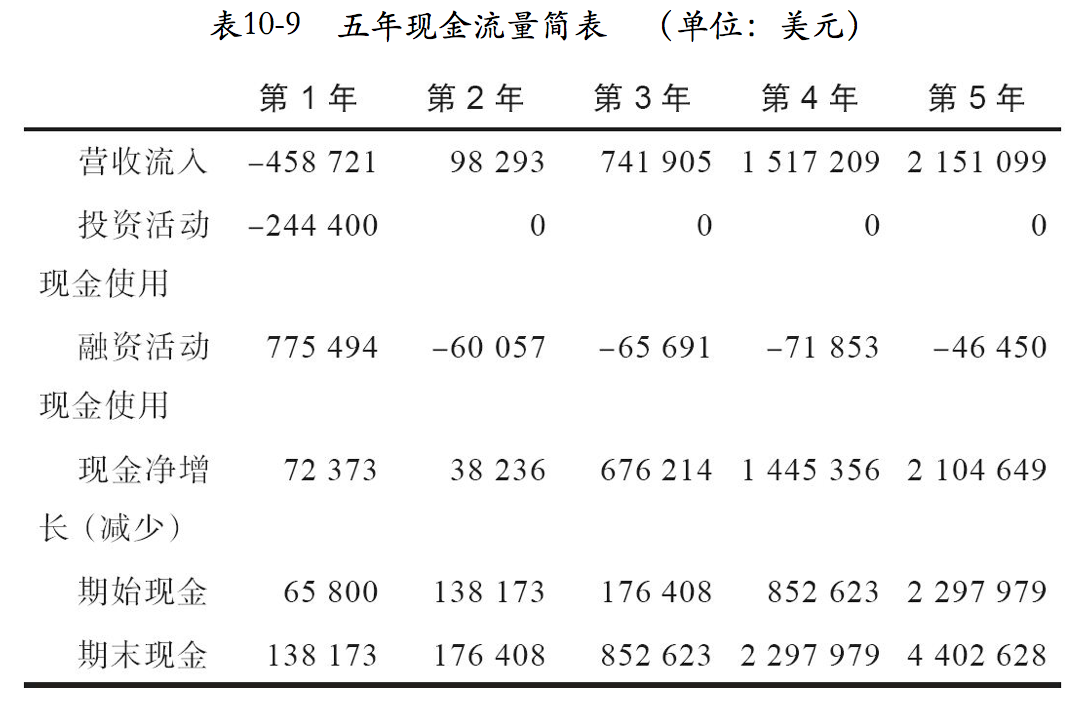 表10-9 五年现金流量简表 （单位：美元）
第 1 年 第 2 年 第 3 年 第 4 年 第 5 年
营收流入 –458 721 98 293 741 905 1 517 209 2 151 099
投资活动 –244 400 0 0 0 0
现金使用
融资活动 775 494 –60 057 –65 691 –71 853 –46 450
现金使用
现金净增 72 373 38 236 676 214 1 445 356 2 104 649
长（减少）
期始现金 65 800 138 173 176 408 852 623 2 297 979
期末现金 138 173 176 408 852 623 2 297 979 4 402 628